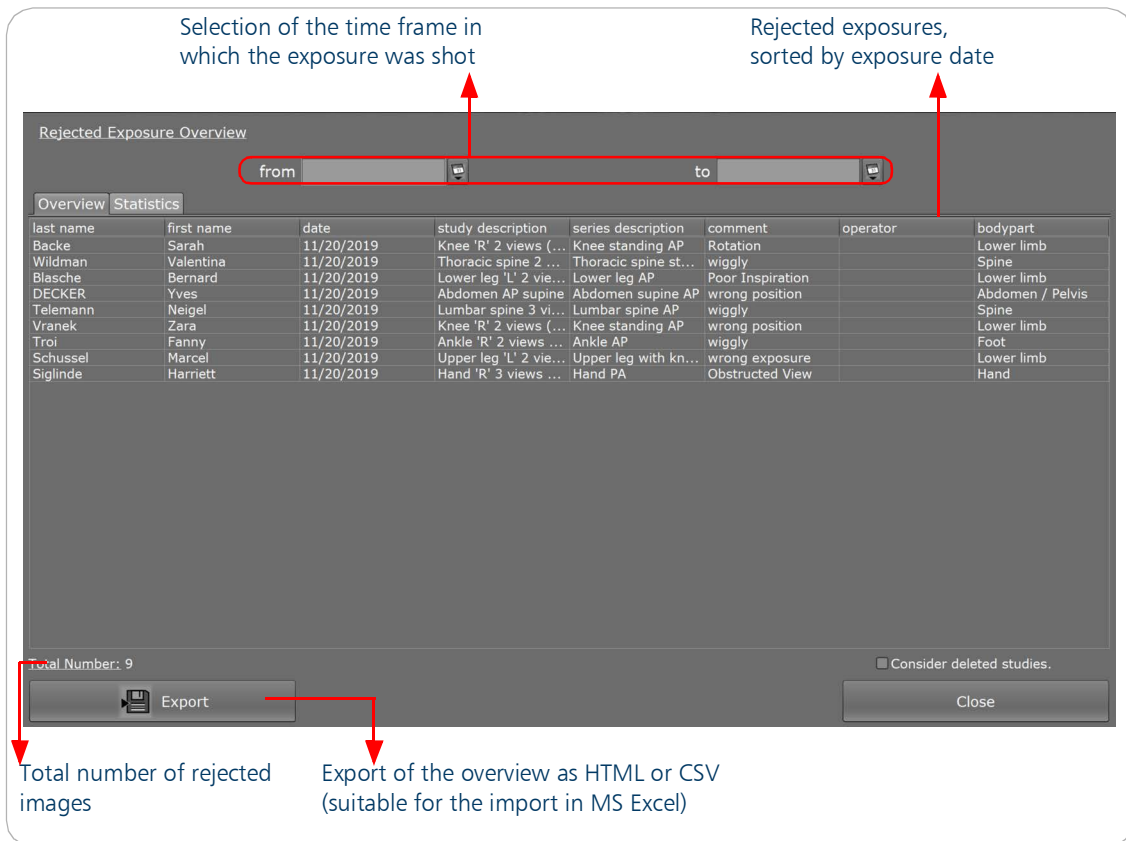 Selection of the time frame in
which the exposure was shot
Rejected exposures,
sorted by exposure date
Rejected Exposure Overview
from to
Overview Statistics
last name first name date study description series description comment operator bodypart
Backe Sarah 11/20/2019 Knee 'R' 2 views (... Knee standing AP Rotation Lower limb
Wildman Valentina 11/20/2019 Thoracic spine 2 ... Thoracic spine st... wiggly Spine
Blasche Bernard 11/20/2019 Lower leg 'L' 2 vie... Lower leg AP Poor Inspiration Lower limb
DECKER Yves 11/20/2019 Abdomen AP supine Abdomen supine AP wrong position Abdomen / Pelvis
Telemann Neigel 11/20/2019 Lumbar spine 3 vi... Lumbar spine AP wiggly Spine
Vranek Zara 11/20/2019 Knee 'R' 2 views (... Knee standing AP wrong position Lower limb
Troi Fanny 11/20/2019 Ankle 'R' 2 views ... Ankle AP wiggly Foot
Schussel Marcel 11/20/2019 Upper leg 'L' 2 vie... Upper leg with kn... wrong exposure Lower limb
Siglinde Harriett 11/20/2019 Hand 'R' 3 views ... Hand PA Obstructed View Hand
Total Number: 9 Consider deleted studies.
Export Close
Total number of rejected
images
Export of the overview as HTML or CSV
(suitable for the import in MS Excel)